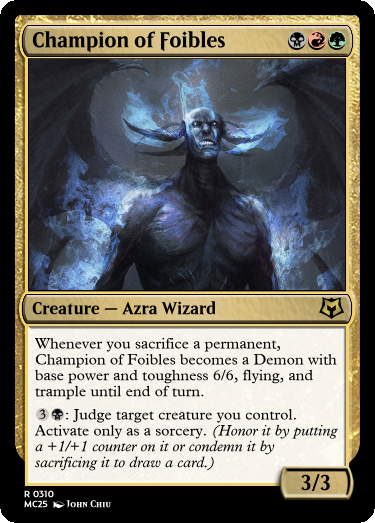 Champion of Foibles
Creature — Azra Wizard
Whenever you sacrifice a permanent,
Champion of Foibles becomes a Demon with
base power and toughness 6/6, flying, and
trample until end of turn.
3: Judge target creature you control.
Activate only as a sorcery. (Honor it by putting
a +1/+1 counter on it or condemn it by
sacrificing it to draw a card.)
3/3
R 0310
MC25 John Chiu